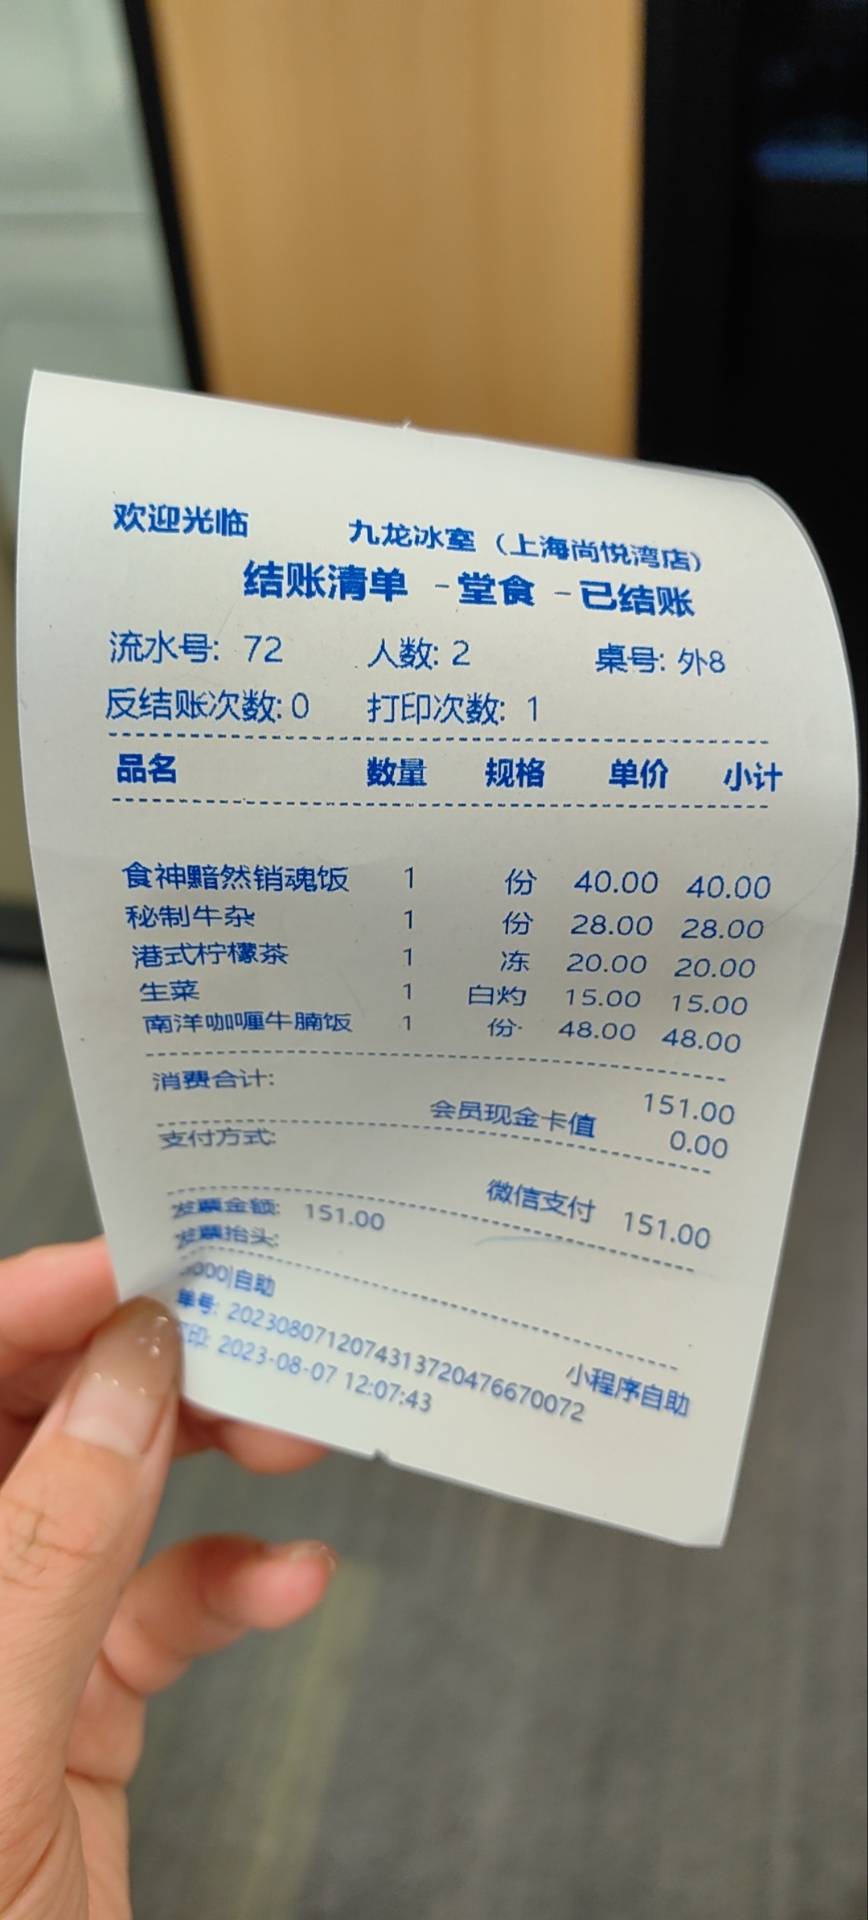 欢迎光临 九龙冰室（上海尚悦湾店）
结账清单 -堂食 -已结账
流水号: 72 人数: 2 桌号: 外8
反结账次数: 0 打印次数: 1
品名 数量 规格 单价 小计
食神黯然销魂饭 1 份 40.00 40.00
秘制牛杂 1 份 28.00 28.00
港式柠檬茶 1 冻 20.00 20.00
生菜 1 白灼 15.00 15.00
南洋咖喱牛腩饭 1 份 48.00 48.00
消费合计: 151.00
会员现金卡值 0.00
支付方式:
微信支付 151.00
发票金额: 151.00
发票抬头:
自助 小程序自助
单号: 2023080712074313720476670072
印: 2023-08-07 12:07:43